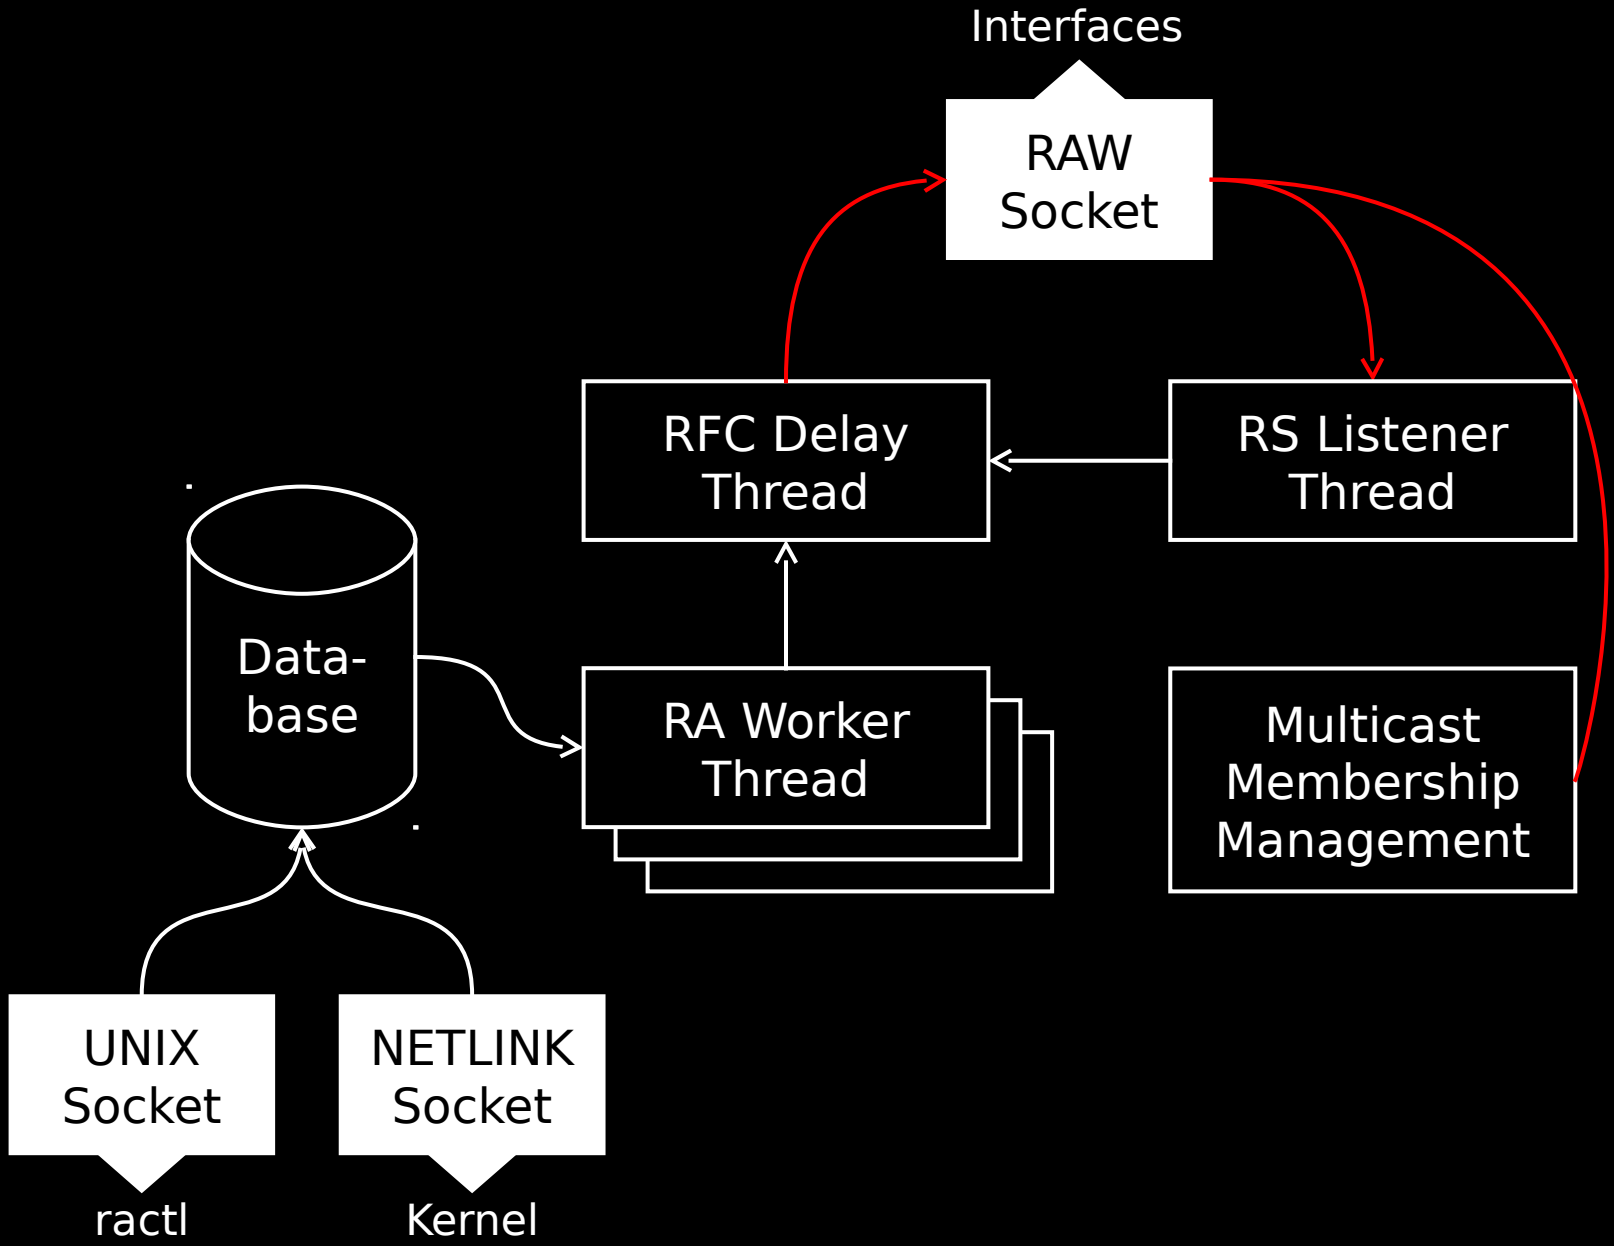 Interfaces
RAW
Socket
RFC Delay
Thread
RS Listener
Thread
Data-
base
RA Worker
Thread
Multicast
Membership
Management
UNIX
Socket
NETLINK
Socket
ractl
Kernel